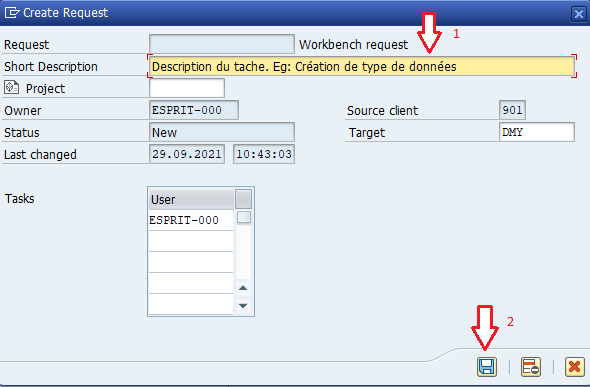 Create Request
1
Request Workbench request
Short Description Description du tache. Eg: Création de type de données
Project
Owner ESPRIT-000 Source client 901
Status New Target DMY
Last changed 29.09.2021 10:43:03
Tasks User
ESPRIT-000
2